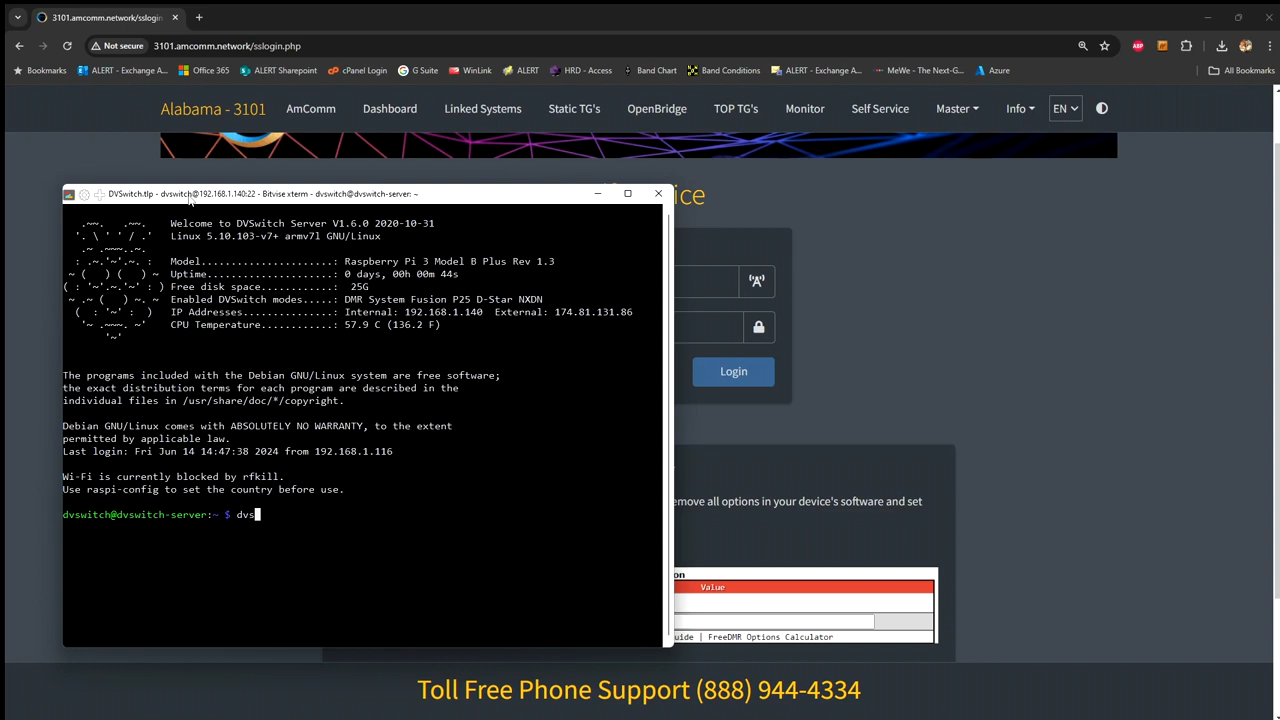 3101.amcomm.network/sslogin
Not secure
3101.amcomm.network/sslogin.php
ABP
Bookmarks
ALERT - Exchange A...
Office 365
ALERT Sharepoint
cPanel Login
G Suite
WinLink
ALERT
HRD - Access
Band Chart
Band Conditions
ALERT - Exchange A...
MeWe - The Next-G...
Azure
All Bookmarks
Alabama - 3101
AmComm
Dashboard
Linked Systems
Static TG's
OpenBridge
TOP TG's
Monitor
Self Service
Master
Info
EN
ice
DVSwitch.tlp - dvswitch@192.168.1.140:22 - Bitvise xterm - dvswitch@dvswitch-server: ~
.~~.   .~~.   Welcome to DVSwitch Server V1.6.0 2020-10-31
'. \ ' ' / .'   Linux 5.10.103-v7+ armv7l GNU/Linux
.~ .~~~..~.
: .~.'~'.~. :   Model......................: Raspberry Pi 3 Model B Plus Rev 1.3
~ (   ) (   ) ~ Uptime.....................: 0 days, 00h 00m 44s
( : '~'.~.'~' : ) Free disk space............:  25G
~ .~ (   ) ~. ~ Enabled DVSwitch modes.....: DMR System Fusion P25 D-Star NXDN
(  : '~' :  )  IP Addresses...............: Internal: 192.168.1.140  External: 174.81.131.86
'~ .~~~. ~'    CPU Temperature............: 57.9 C (136.2 F)
'~'
Login
The programs included with the Debian GNU/Linux system are free software;
the exact distribution terms for each program are described in the
individual files in /usr/share/doc/*/copyright.
Debian GNU/Linux comes with ABSOLUTELY NO WARRANTY, to the extent
permitted by applicable law.
Last login: Fri Jun 14 14:47:38 2024 from 192.168.1.116
Wi-Fi is currently blocked by rfkill.
Use raspi-config to set the country before use.
dvswitch@dvswitch-server:~ $ dvs
emove all options in your device's software and set
on
Value
uide | FreeDMR Options Calculator
Toll Free Phone Support (888) 944-4334